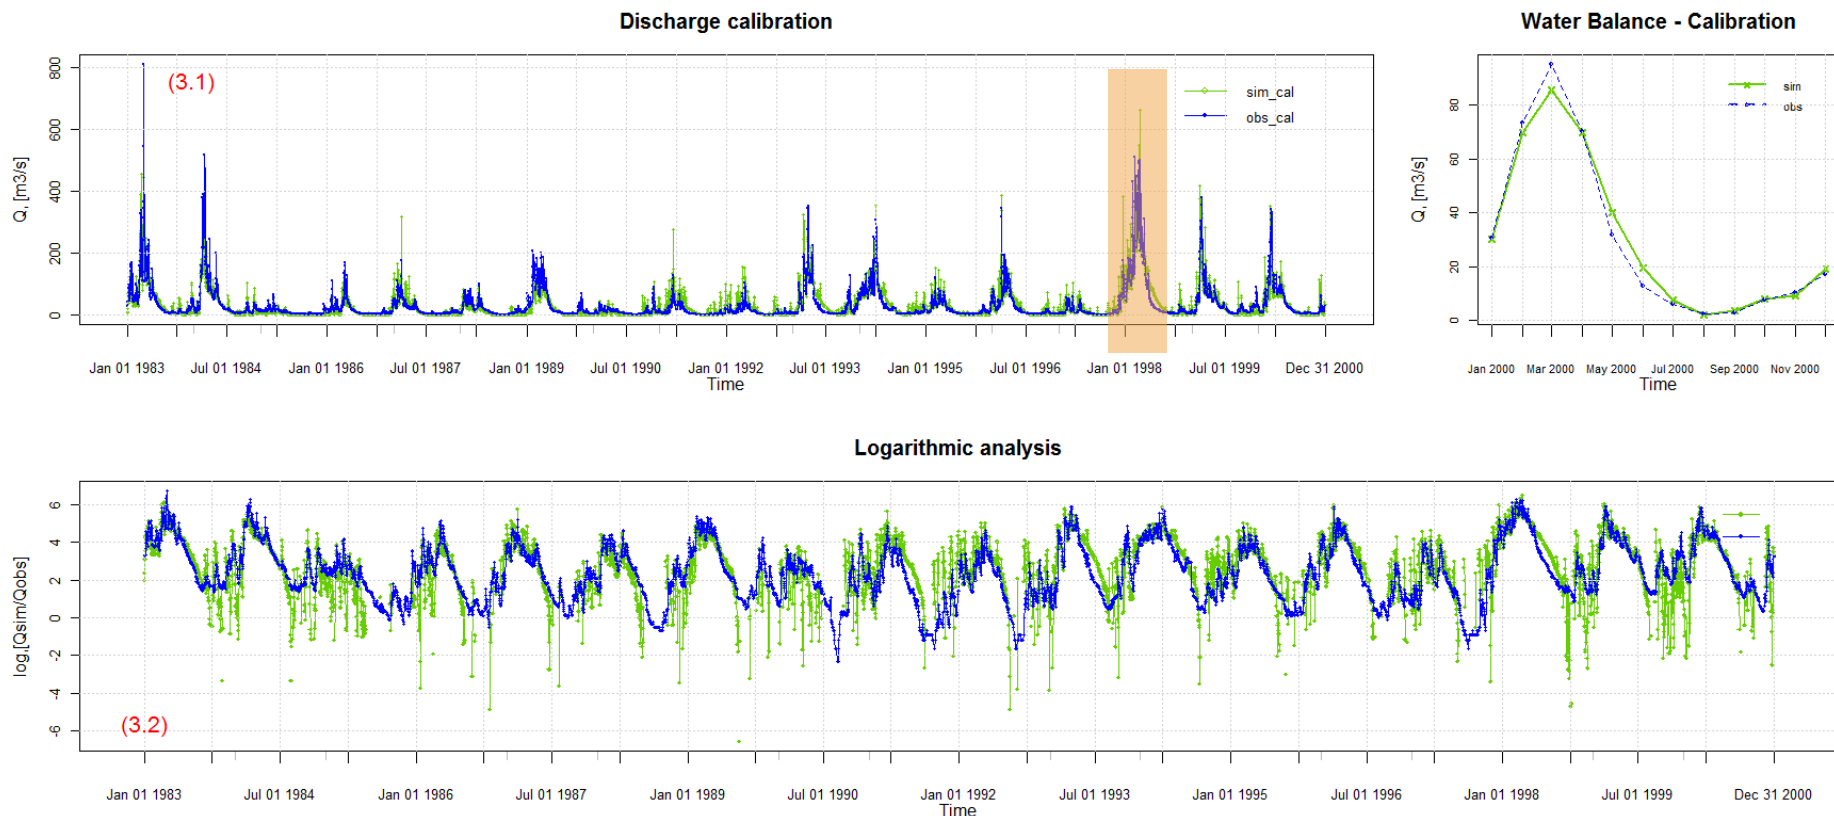 Discharge calibration
Water Balance - Calibration
(3.1)
sim_cal
obs_cal
sim
obs
Q, [m3/s]
800
600
400
200
0
Jan 01 1983 Jul 01 1984 Jan 01 1986 Jul 01 1987 Jan 01 1989 Jul 01 1990 Jan 01 1992 Jul 01 1993 Jan 01 1995 Jul 01 1996 Jan 01 1998 Jul 01 1999 Dec 31 2000
Time
Q, [m3/s]
80
60
40
20
0
Jan 2000 Mar 2000 May 2000 Jul 2000 Sep 2000 Nov 2000
Time
Logarithmic analysis
log,[Qsim/Qobs]
6
4
2
0
-2
-4
-6
(3.2)
Jan 01 1983 Jul 01 1984 Jan 01 1986 Jul 01 1987 Jan 01 1989 Jul 01 1990 Jan 01 1992 Jul 01 1993 Jan 01 1995 Jul 01 1996 Jan 01 1998 Jul 01 1999 Dec 31 2000
Time